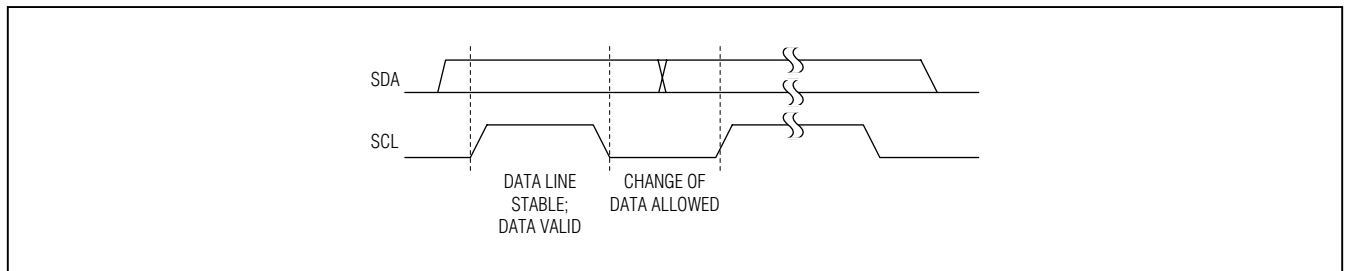 SDA
SCL
DATA LINE
STABLE;
DATA VALID
CHANGE OF
DATA ALLOWED